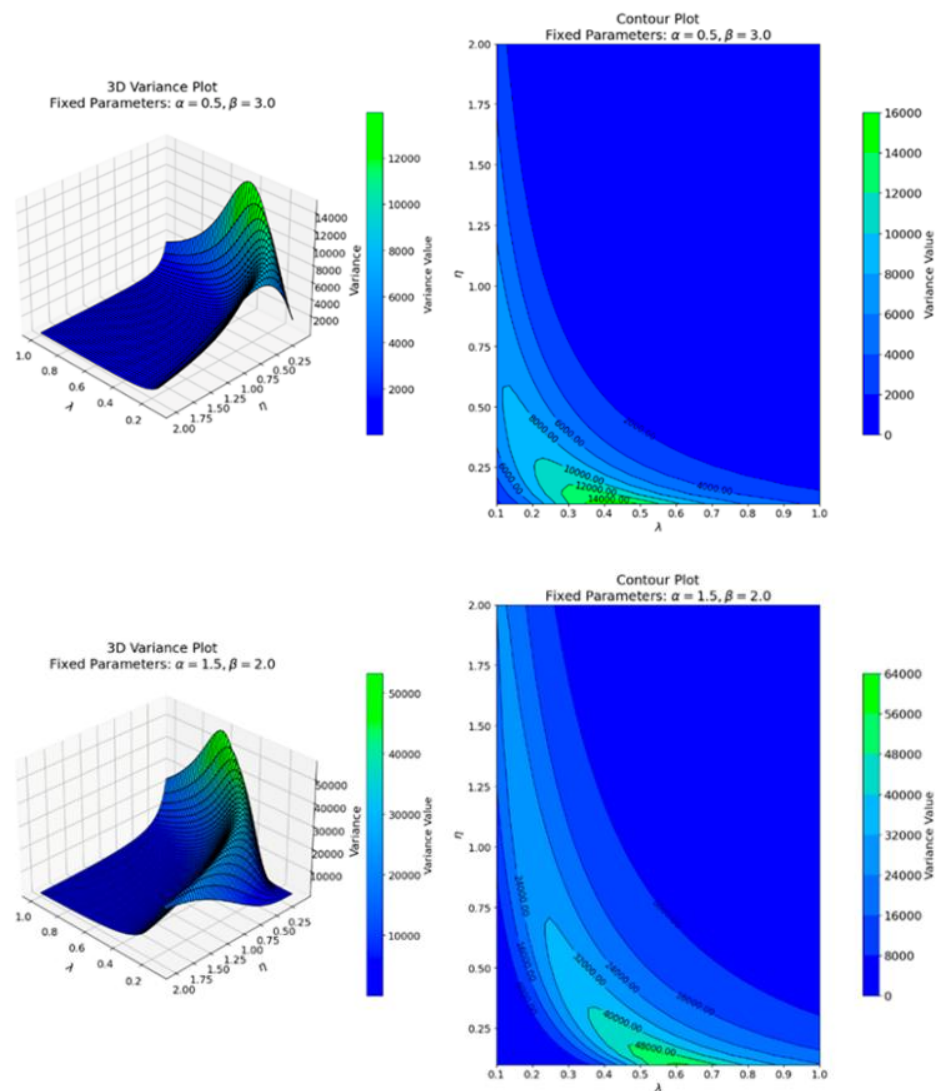 Contour Plot
Fixed Parameters: α = 0.5, β = 3.0
3D Variance Plot
Fixed Parameters: α = 0.5, β = 3.0
2.00
1.75
1.50
1.25
1.00
0.75
0.50
0.25
η
0.1 0.2 0.3 0.4 0.5 0.6 0.7 0.8 0.9 1.0
λ
8000.00
6000.00
6000.00
10000.00
12000.00
14000.00
4000.00
16000
14000
12000
10000
8000
6000
4000
2000
0
Variance Value
14000
12000
10000
8000
6000
4000
2000
Variance
12000
10000
8000
6000
4000
2000
Variance Value
1.0 0.8 0.6 0.4 0.2
λ
2.00 1.75 1.50 1.25 1.00 0.75 0.50 0.25
η
Contour Plot
Fixed Parameters: α = 1.5, β = 2.0
3D Variance Plot
Fixed Parameters: α = 1.5, β = 2.0
2.00
1.75
1.50
1.25
1.00
0.75
0.50
0.25
η
0.1 0.2 0.3 0.4 0.5 0.6 0.7 0.8 0.9 1.0
λ
24000.00
32000.00
24000.00
40000.00
48000.00
64000
56000
48000
40000
32000
24000
16000
8000
0
Variance Value
50000
40000
30000
20000
10000
Variance
50000
40000
30000
20000
10000
Variance Value
1.0 0.8 0.6 0.4 0.2
λ
2.00 1.75 1.50 1.25 1.00 0.75 0.50 0.25
η